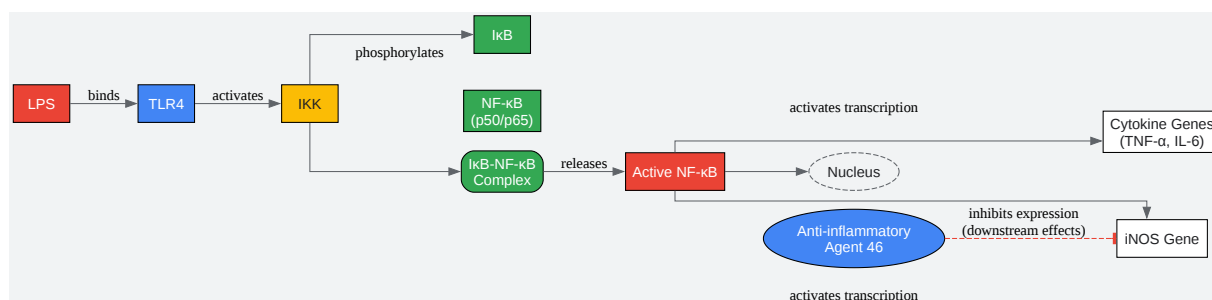 IκB
phosphorylates
LPS
binds
TLR4
activates
IKK
NF-κB
(p50/p65)
activates transcription
Cytokine Genes
(TNF-α, IL-6)
IκB-NF-κB
Complex
releases
Active NF-κB
Nucleus
Anti-inflammatory
Agent 46
inhibits expression
(downstream effects)
iNOS Gene
activates transcription